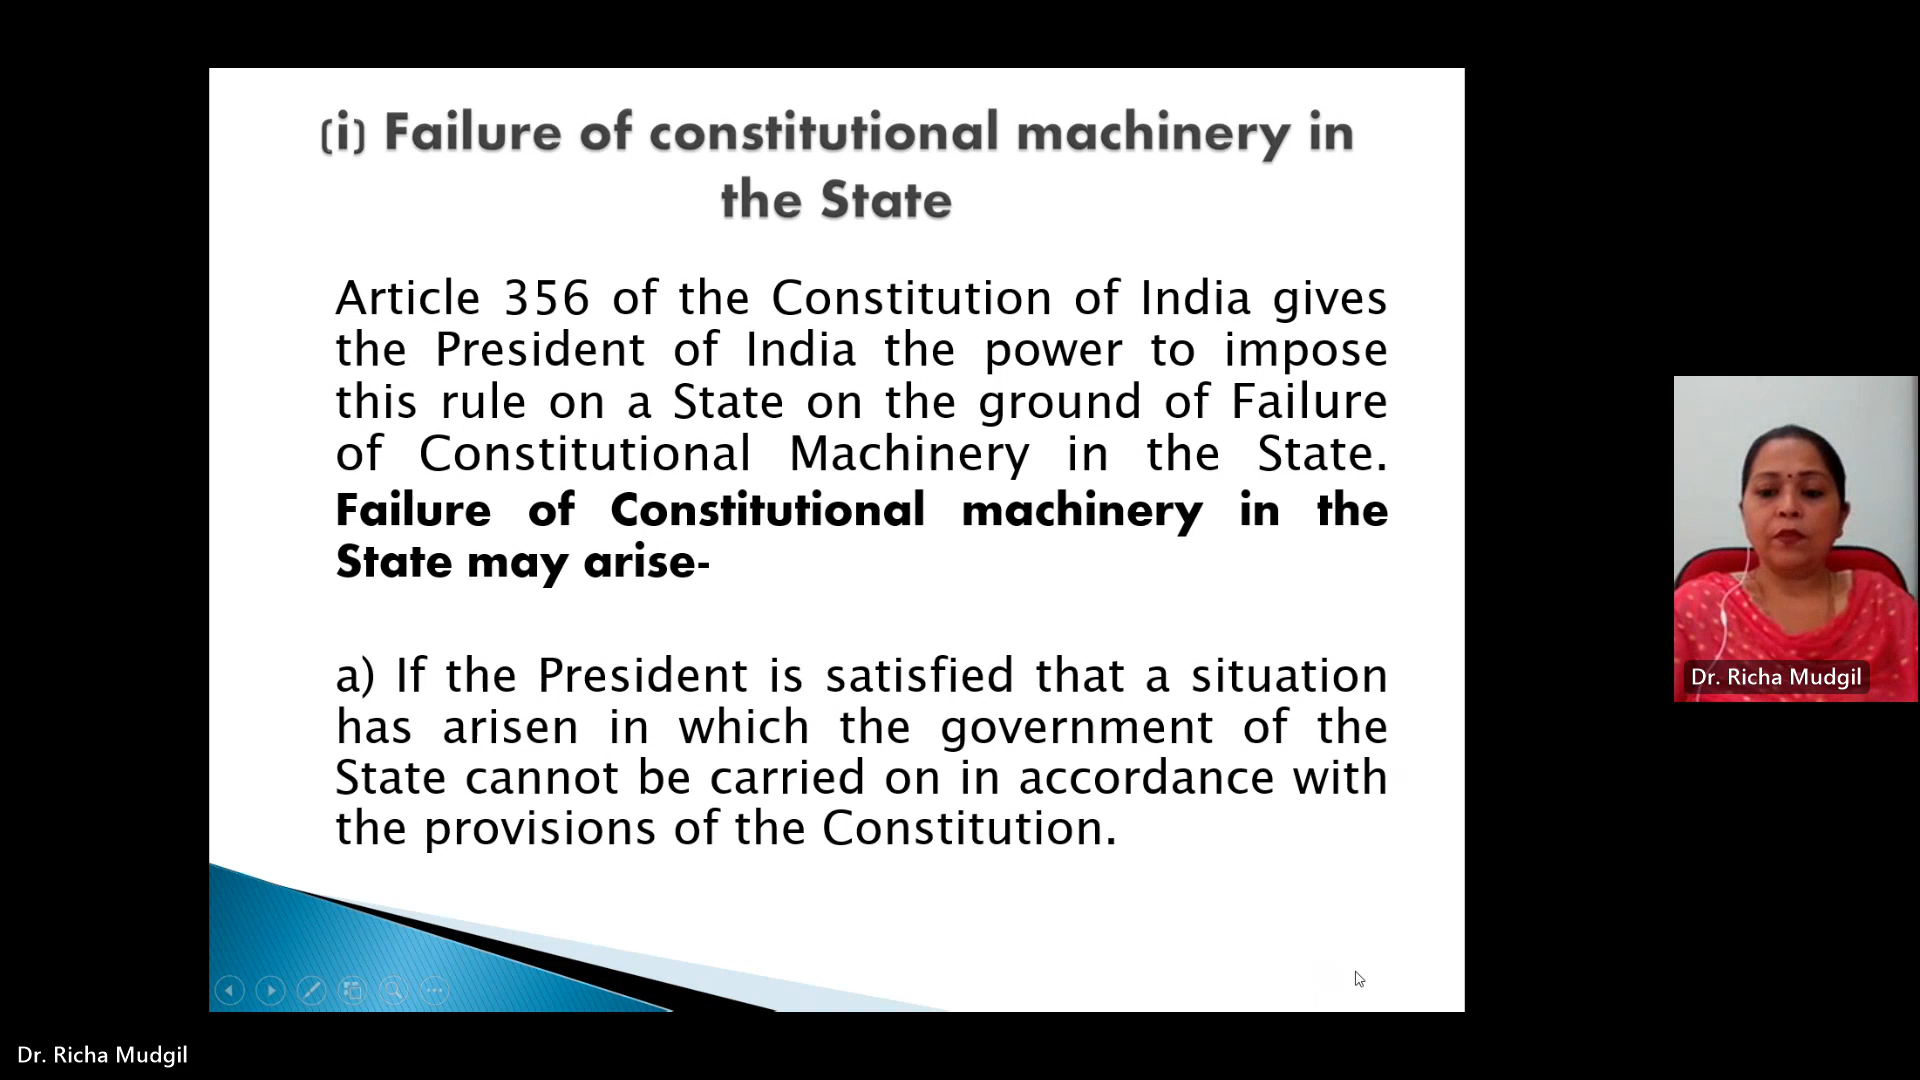 (i) Failure of constitutional machinery in
the State
Article 356 of the Constitution of India gives
the President of India the power to impose
this rule on a State on the ground of Failure
of Constitutional Machinery in the State.
Failure of Constitutional machinery in the
State may arise-
a) If the President is satisfied that a situation
has arisen in which the government of the
State cannot be carried on in accordance with
the provisions of the Constitution.
Dr. Richa Mudgil
Dr. Richa Mudgil